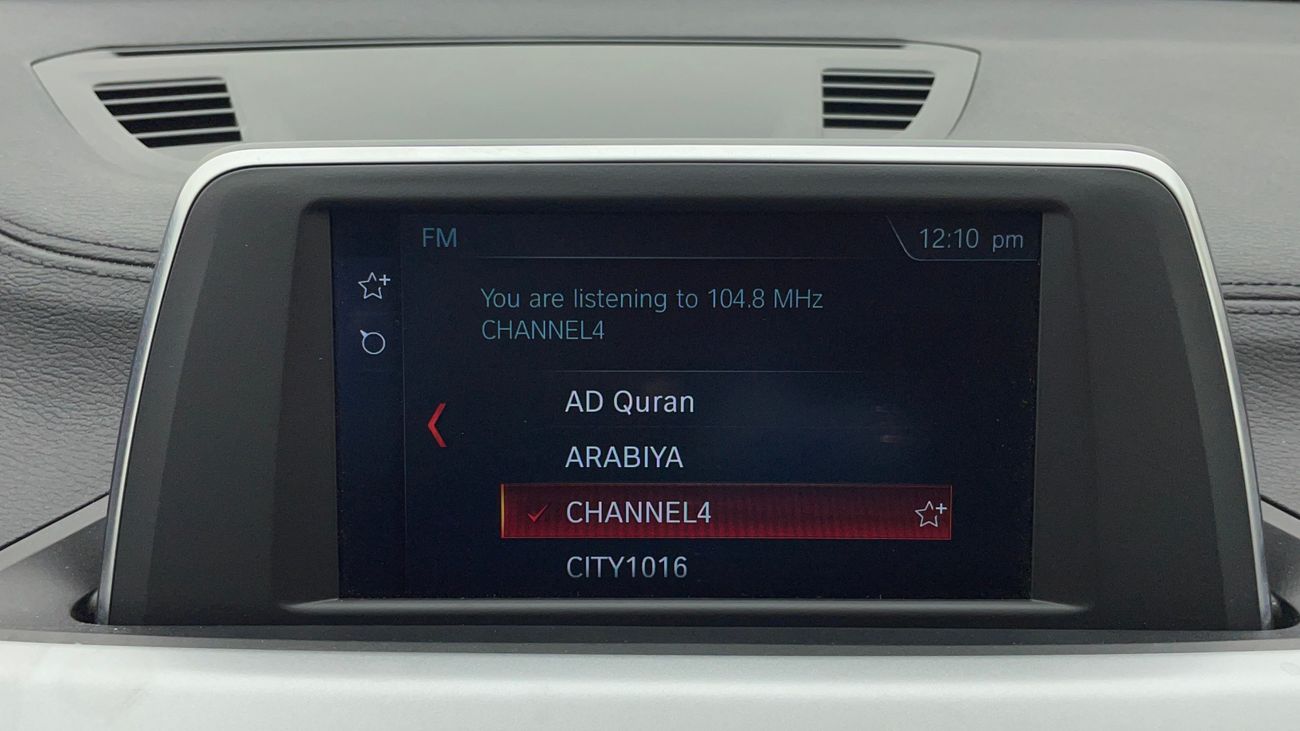 FM
12:10 pm
You are listening to 104.8 MHz
CHANNEL4
AD Quran
ARABIYA
CHANNEL4
CITY1016